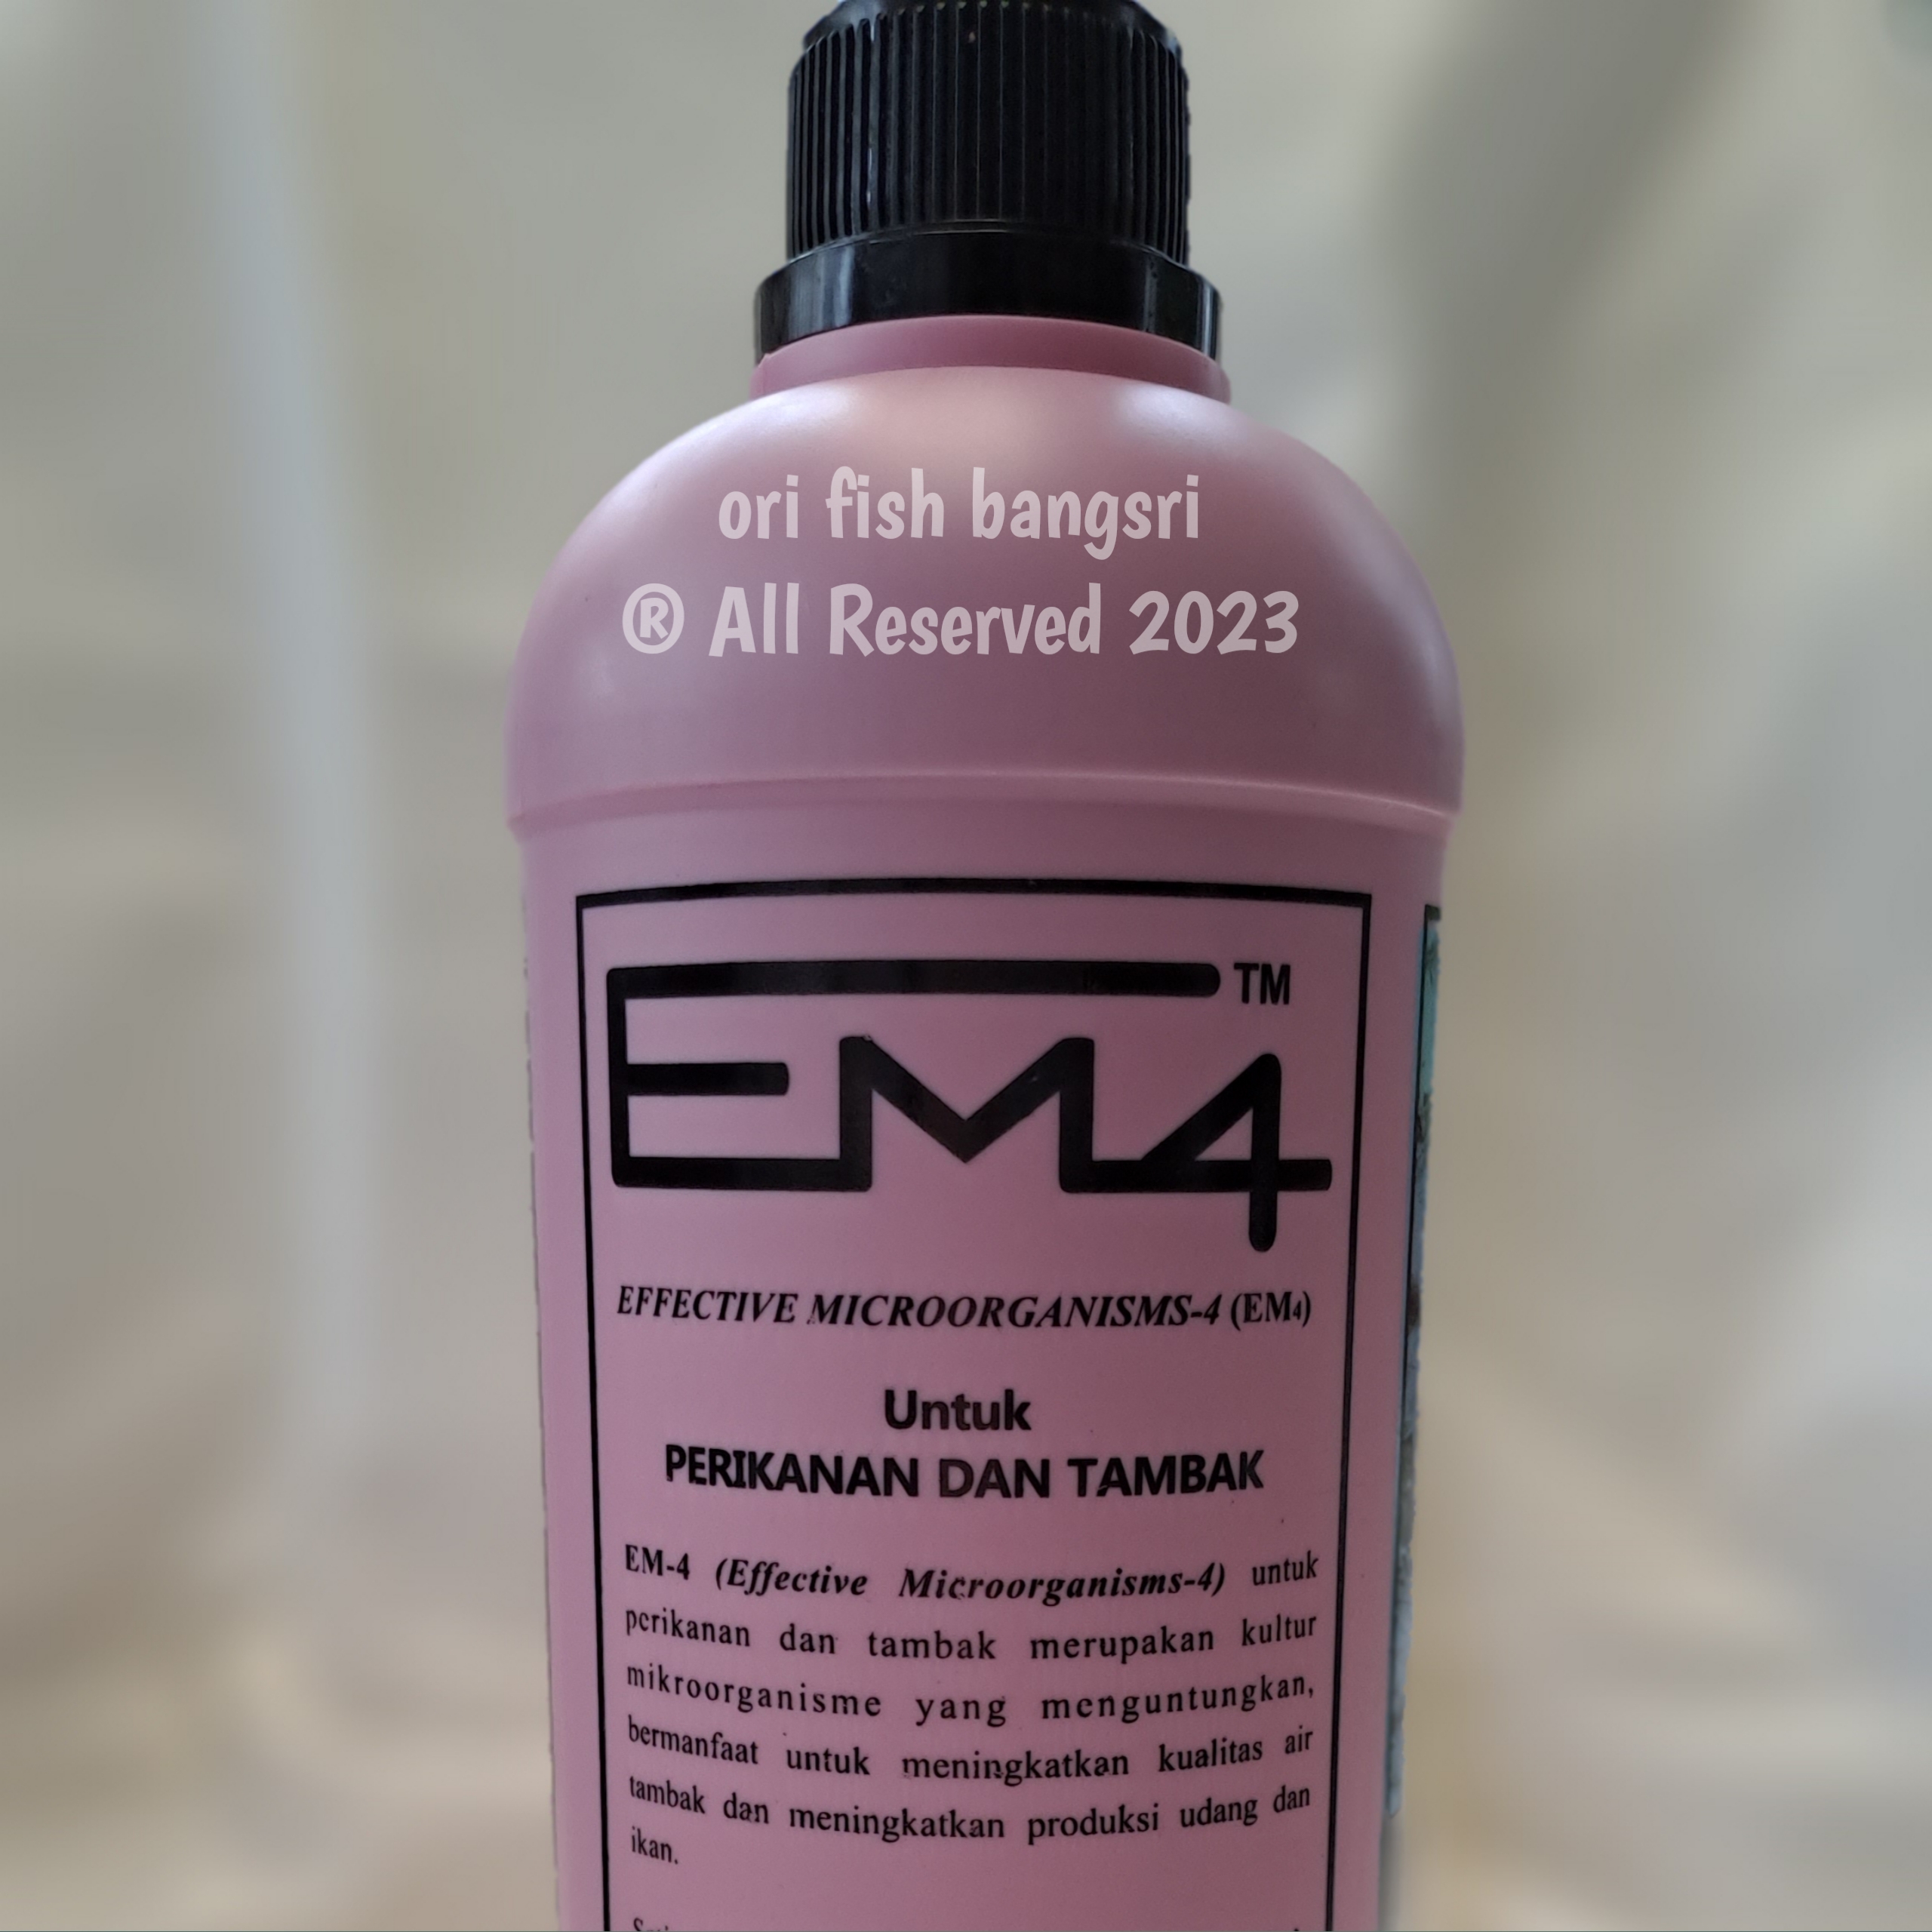 ori fish bangsri
® All Reserved 2023
EM4 TM
EFFECTIVE MICROORGANISMS-4 (EM4)
Untuk
PERIKANAN DAN TAMBAK
EM-4 (Effective Microorganisms-4) untuk
perikanan dan tambak merupakan kultur
mikroorganisme yang menguntungkan,
bermanfaat untuk meningkatkan kualitas air
tambak dan meningkatkan produksi udang dan
ikan.